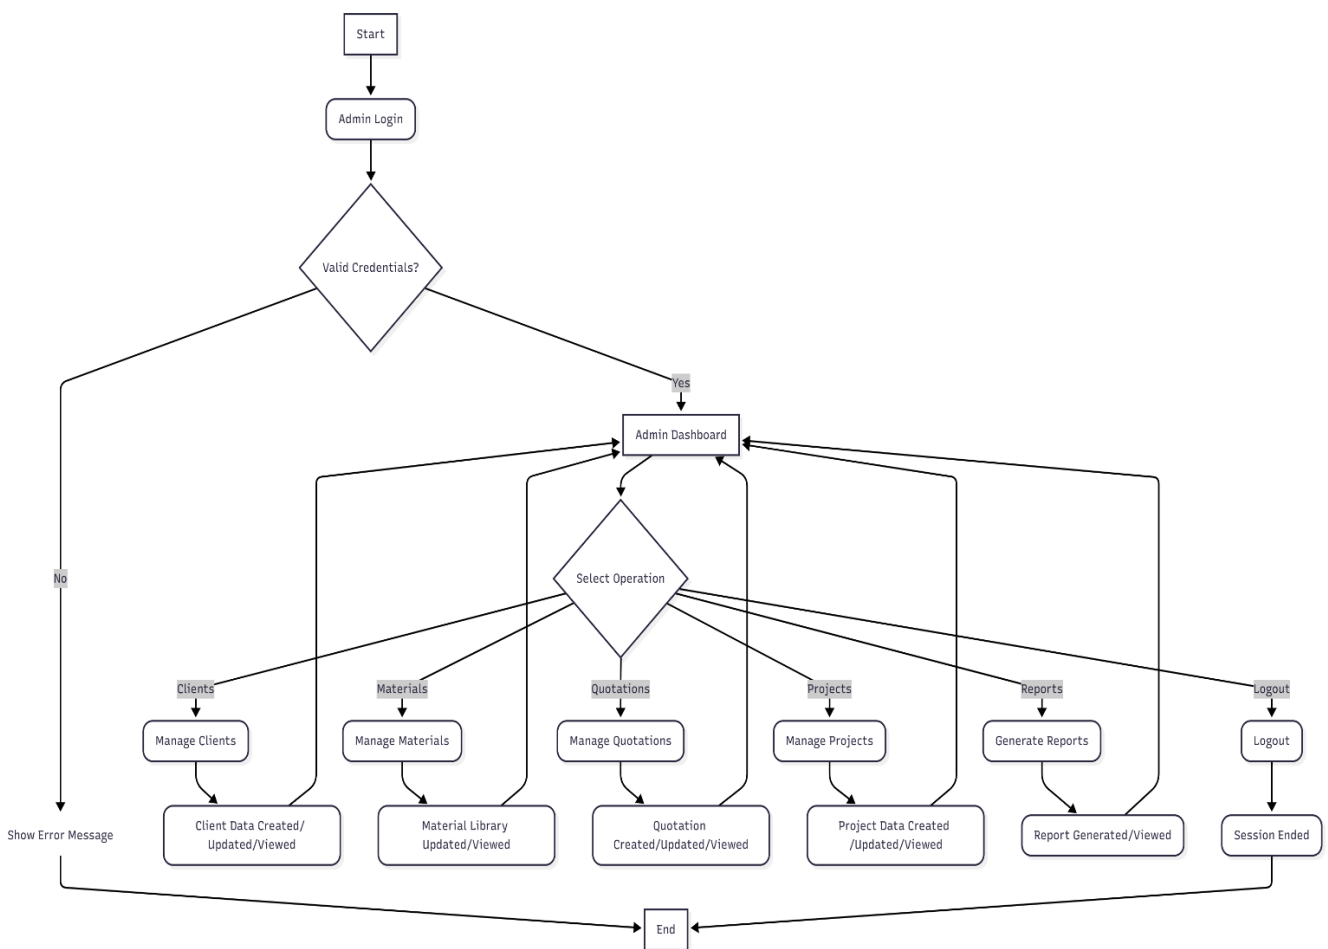 Start
Admin Login
Valid Credentials?
Yes
Admin Dashboard
No
Select Operation
Clients
Materials
Quotations
Projects
Reports
Logout
Manage Clients
Manage Materials
Manage Quotations
Manage Projects
Generate Reports
Logout
Show Error Message
Client Data Created/
Updated/Viewed
Material Library
Updated/Viewed
Quotation
Created/Updated/Viewed
Project Data Created
/Updated/Viewed
Report Generated/Viewed
Session Ended
End